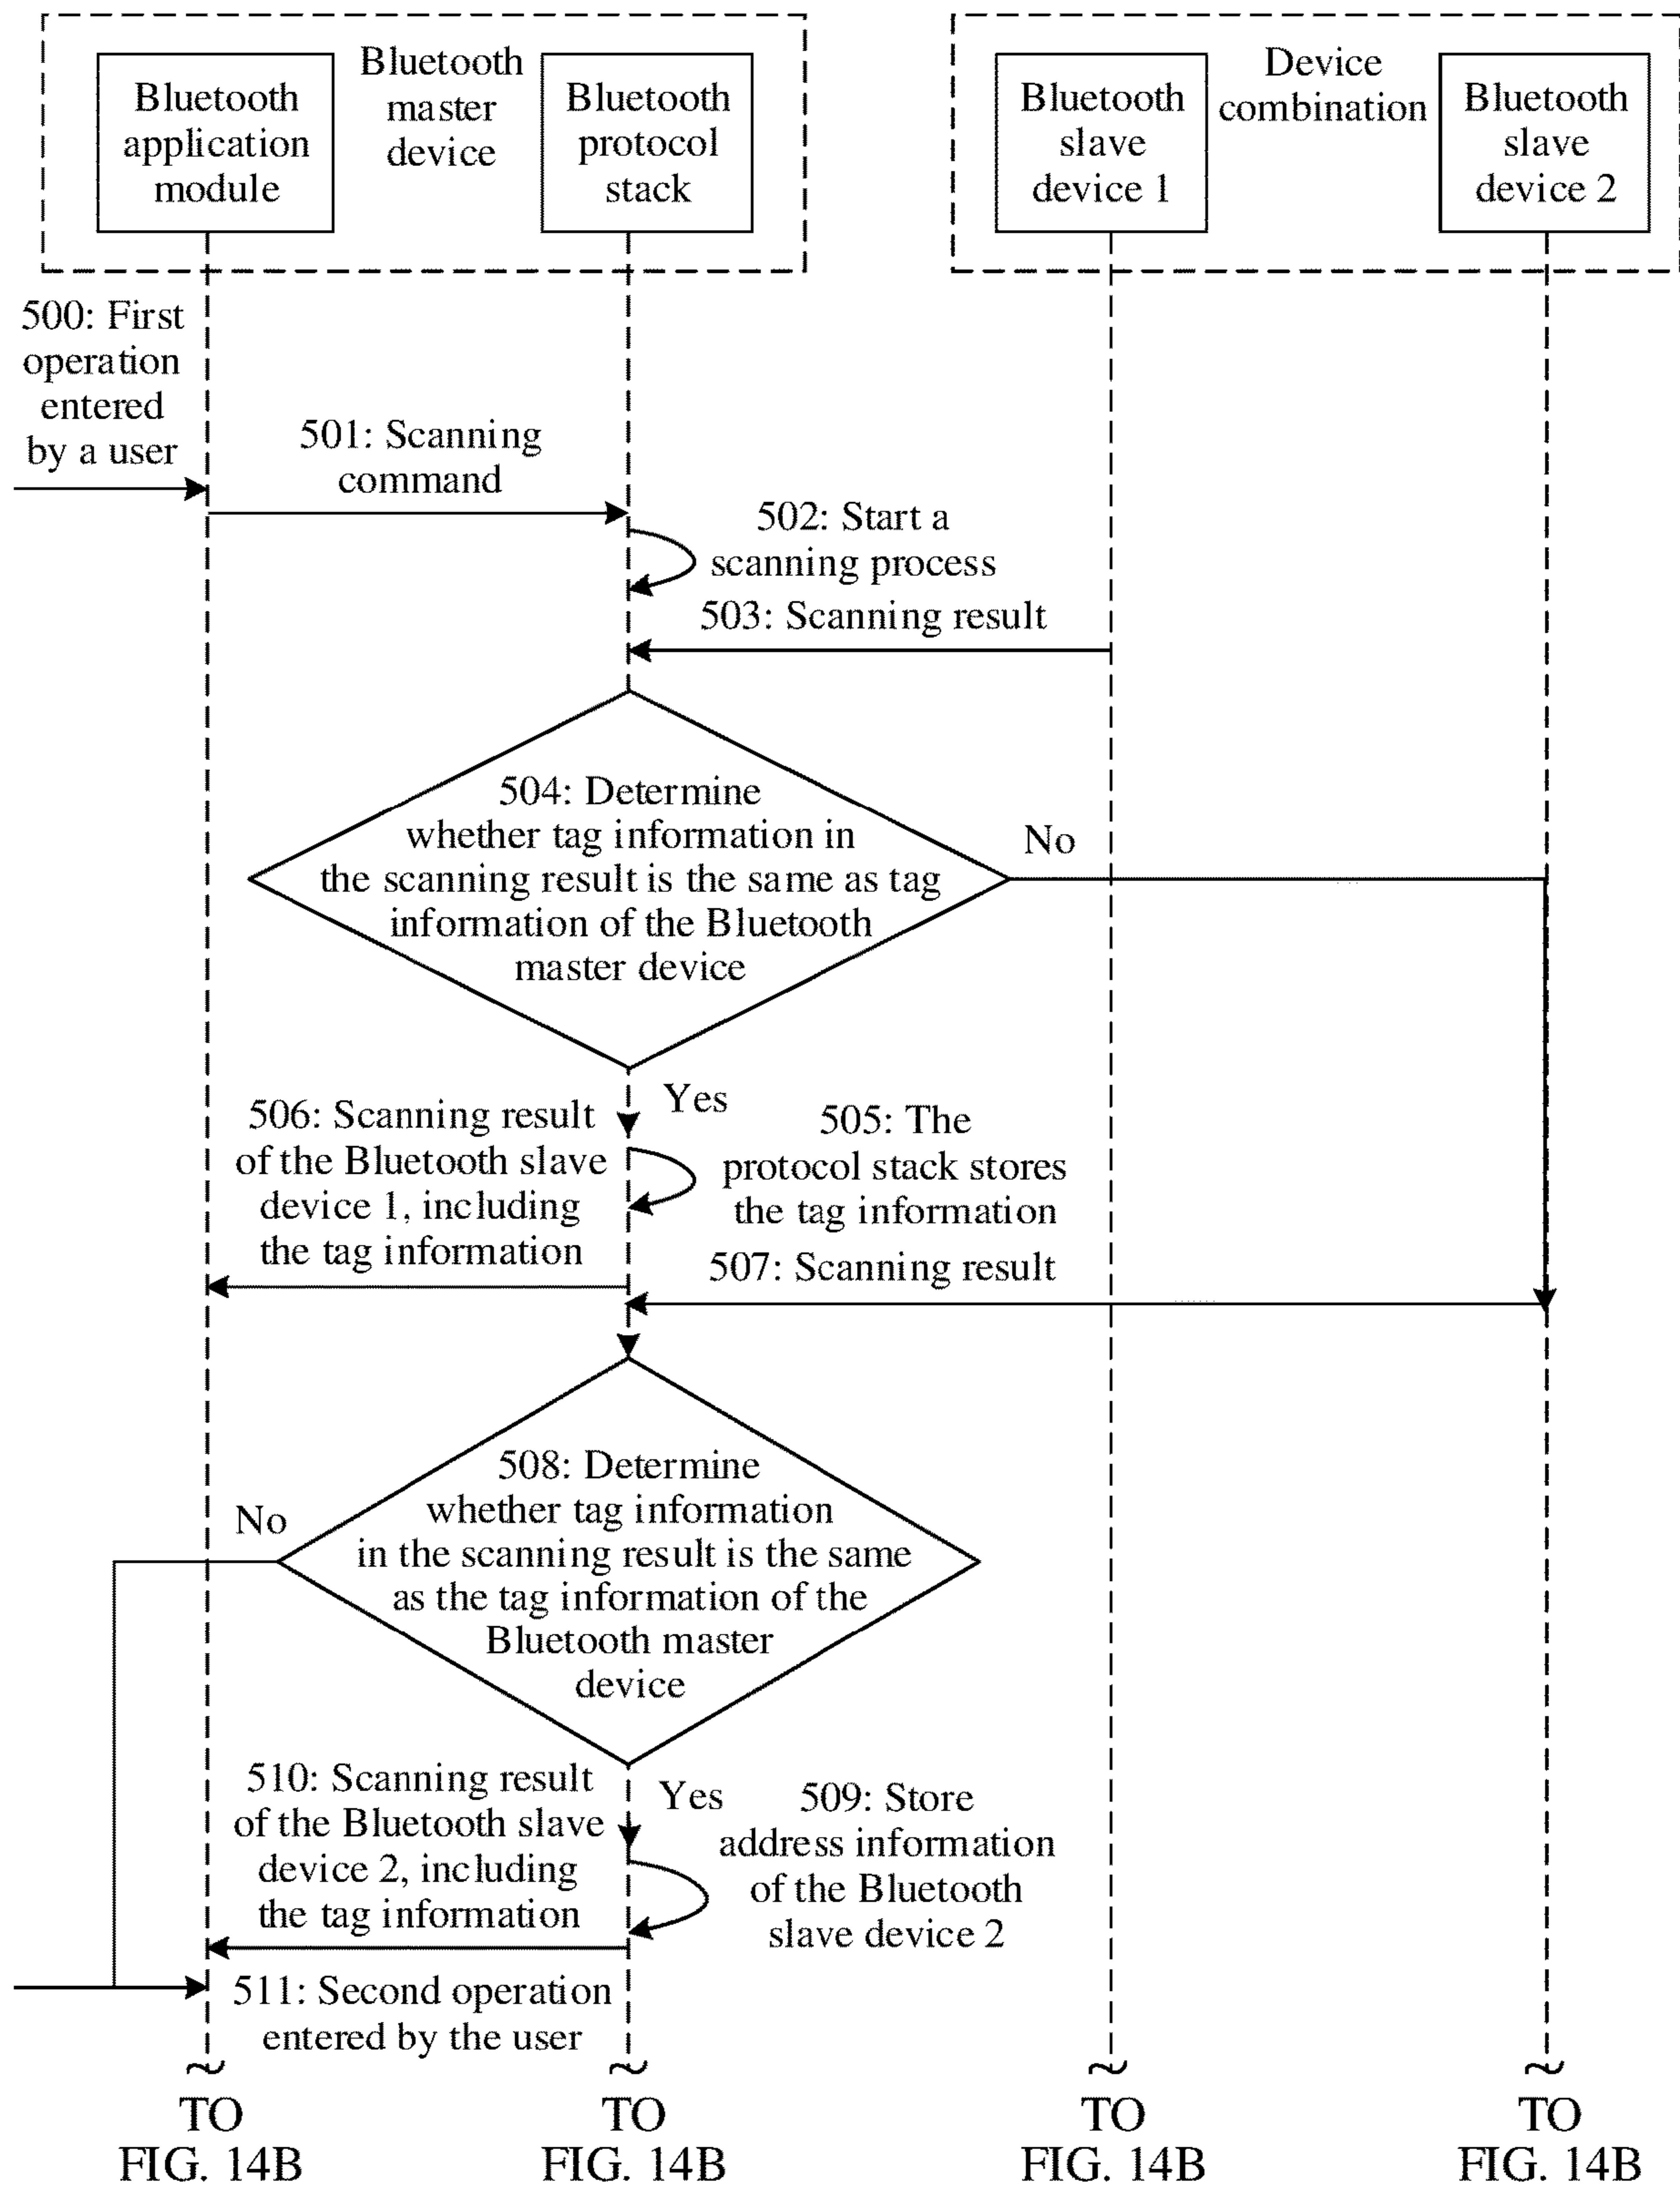 Bluetooth
application
module
Bluetooth
master
device
Bluetooth
protocol
stack
Bluetooth
slave
device 1
Device
combination
Bluetooth
slave
device 2
500: First
operation
entered
by a user
501: Scanning
command
502: Start a
scanning process
503: Scanning result
504: Determine
whether tag information in
the scanning result is the same as tag
information of the Bluetooth
master device
No
Yes
506: Scanning result
of the Bluetooth slave
device 1, including
the tag information
505: The
protocol stack stores
the tag information
507: Scanning result
508: Determine
whether tag information
in the scanning result is the same
as the tag information of the
Bluetooth master
device
No
Yes
510: Scanning result
of the Bluetooth slave
device 2, including
the tag information
509: Store
address information
of the Bluetooth
slave device 2
511: Second operation
entered by the user
TO
FIG. 14B
TO
FIG. 14B
TO
FIG. 14B
TO
FIG. 14B